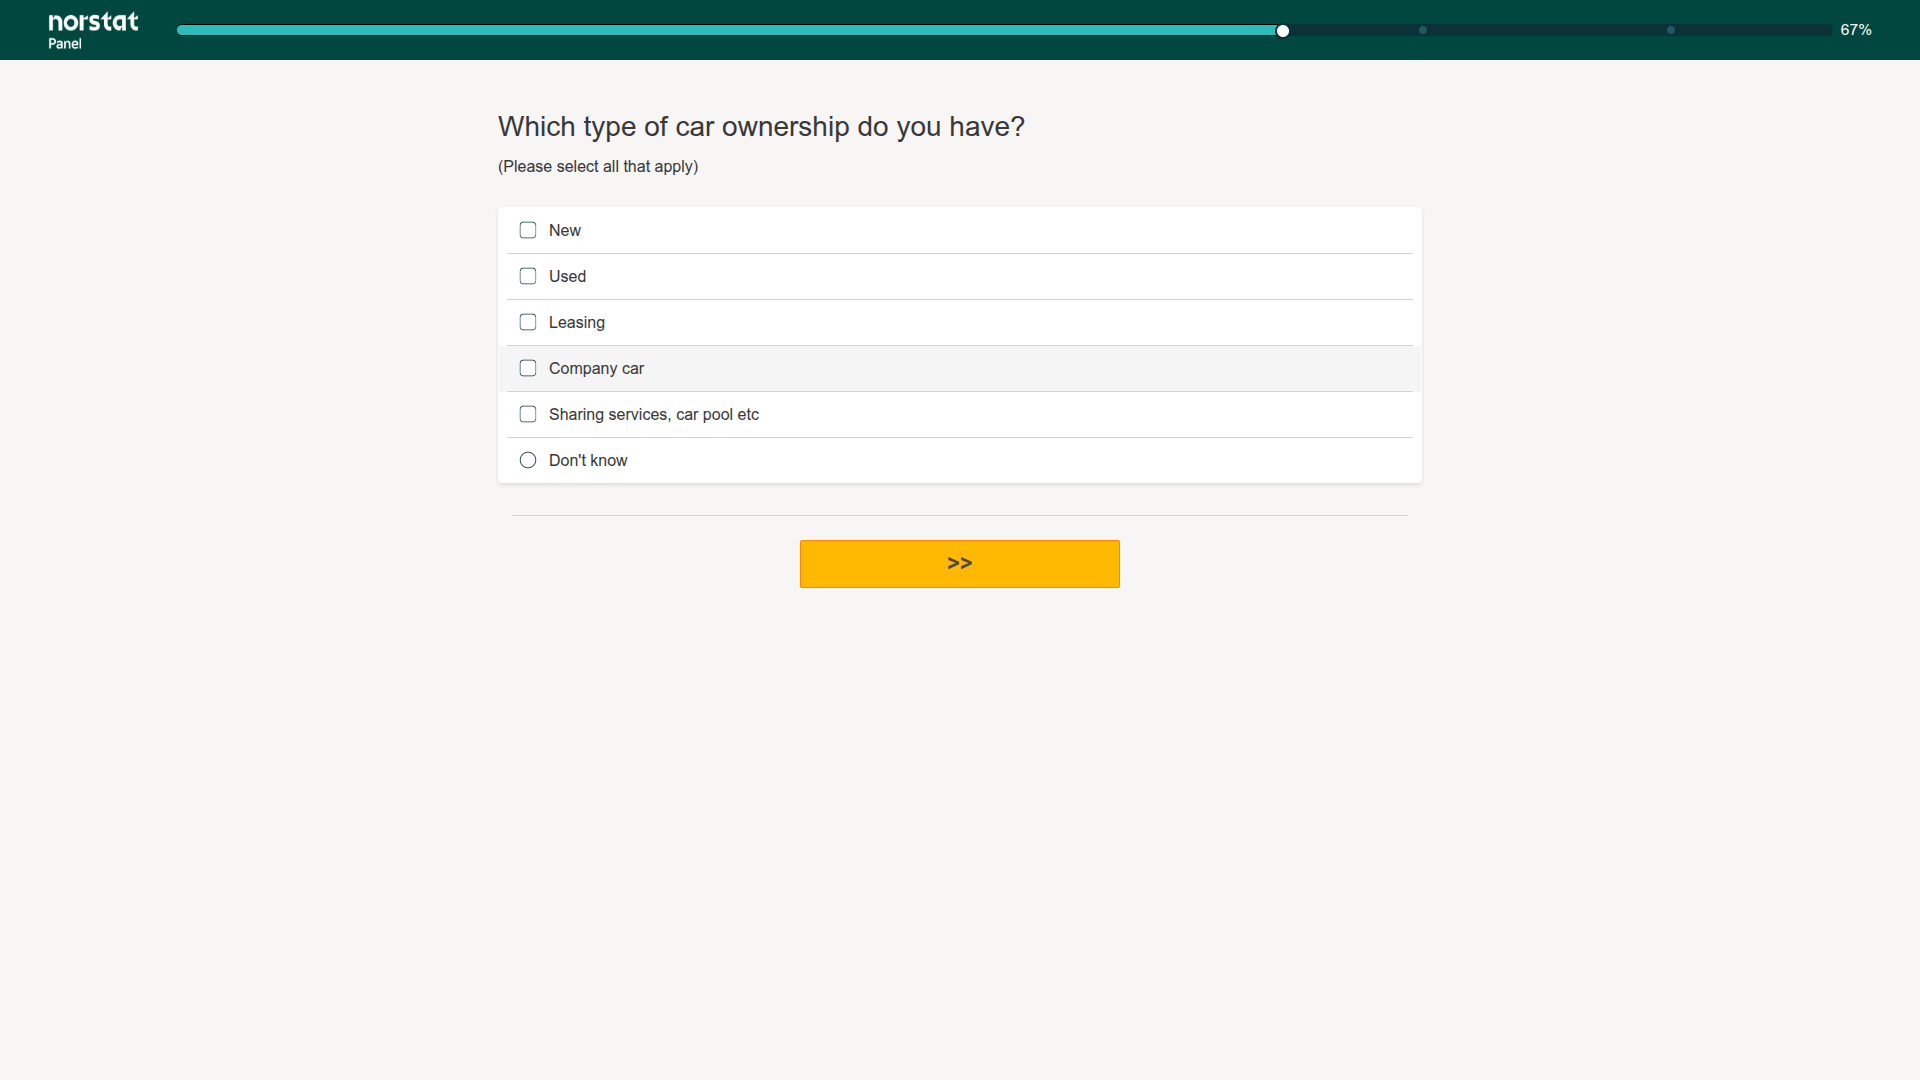 norstat
Panel
67%
Which type of car ownership do you have?
(Please select all that apply)
New
Used
Leasing
Company car
Sharing services, car pool etc
Don't know
>>